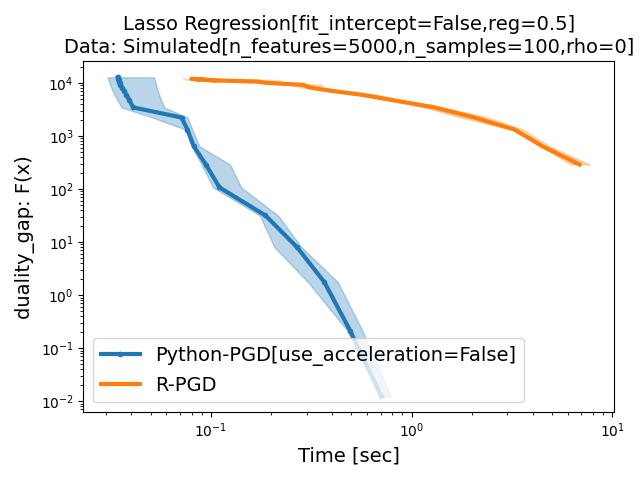 Lasso Regression[fit_intercept=False,reg=0.5]
Data: Simulated[n_features=5000,n_samples=100,rho=0]
duality_gap: F(x)
10⁴
10³
10²
10¹
10⁰
10⁻¹
10⁻²
Python-PGD[use_acceleration=False]
R-PGD
10⁻¹ 10⁰ 10¹
Time [sec]